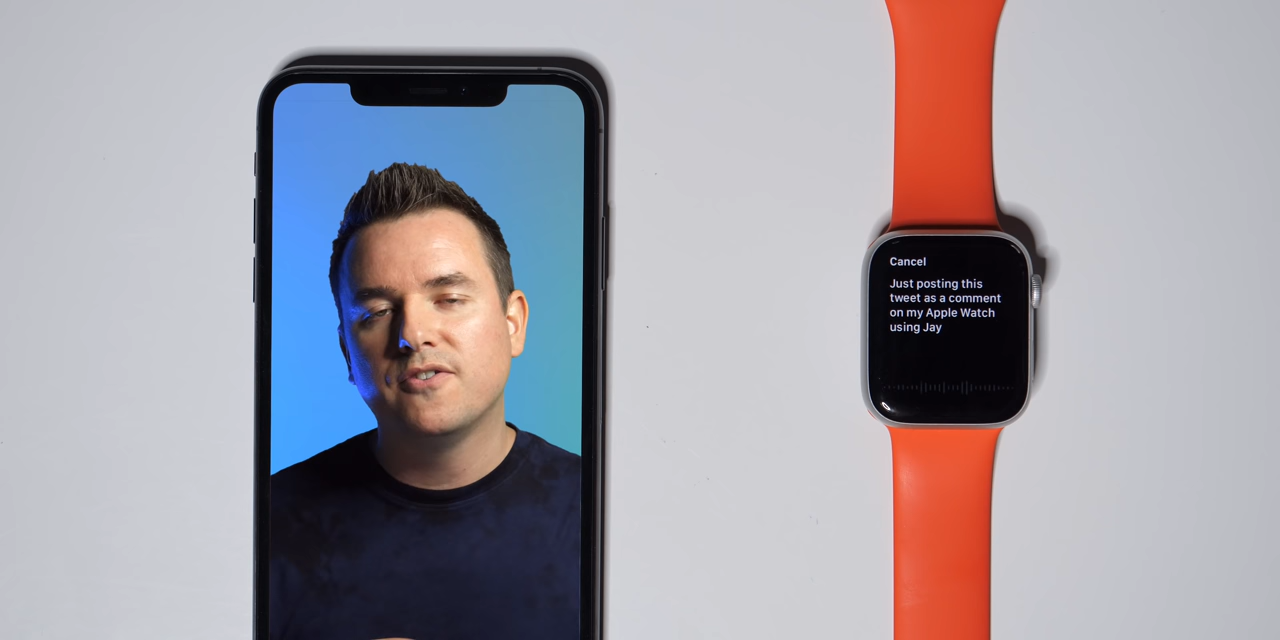 Cancel
Just posting this
tweet as a comment
on my Apple Watch
using Jay